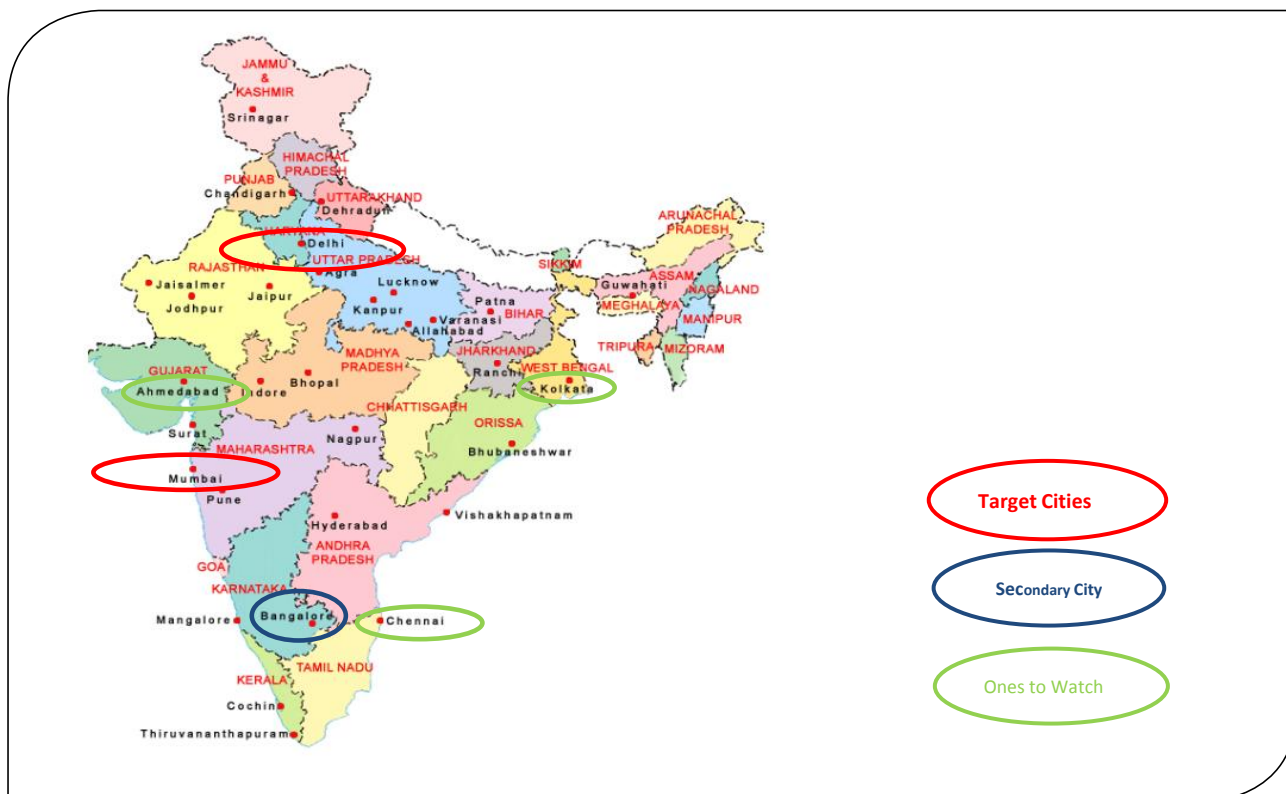 JAMMU
&
KASHMIR
Srinagar
HIMACHAL
PRADESH
PUNJAB
Chandigarh
UTTARAKHAND
Dehradun
ARUNACHAL
PRADESH
HARYANA
Delhi
UTTAR PRADESH
RAJASTHAN
Agra
SIKKIM
ASSAM
Jaisalmer
Lucknow
Guwahati
NAGALAND
Jodhpur
Jaipur
Kanpur
Patna
MEGHALAYA
BIHAR
Varanasi
MANIPUR
Allahabad
TRIPURA
MIZORAM
MADHYA
PRADESH
JHARKHAND
GUJARAT
Ranchi
WEST BENGAL
Ahmedabad
Indore
Bhopal
Kolkata
CHHATTISGARH
Surat
ORISSA
MAHARASHTRA
Nagpur
Bhubaneshwar
Mumbai
Pune
Target Cities
Hyderabad
Vishakhapatnam
ANDHRA
PRADESH
GOA
KARNATAKA
Secondary City
Mangalore
Bangalore
Chennai
TAMIL NADU
KERALA
Ones to Watch
Cochin
Thiruvananthapuram